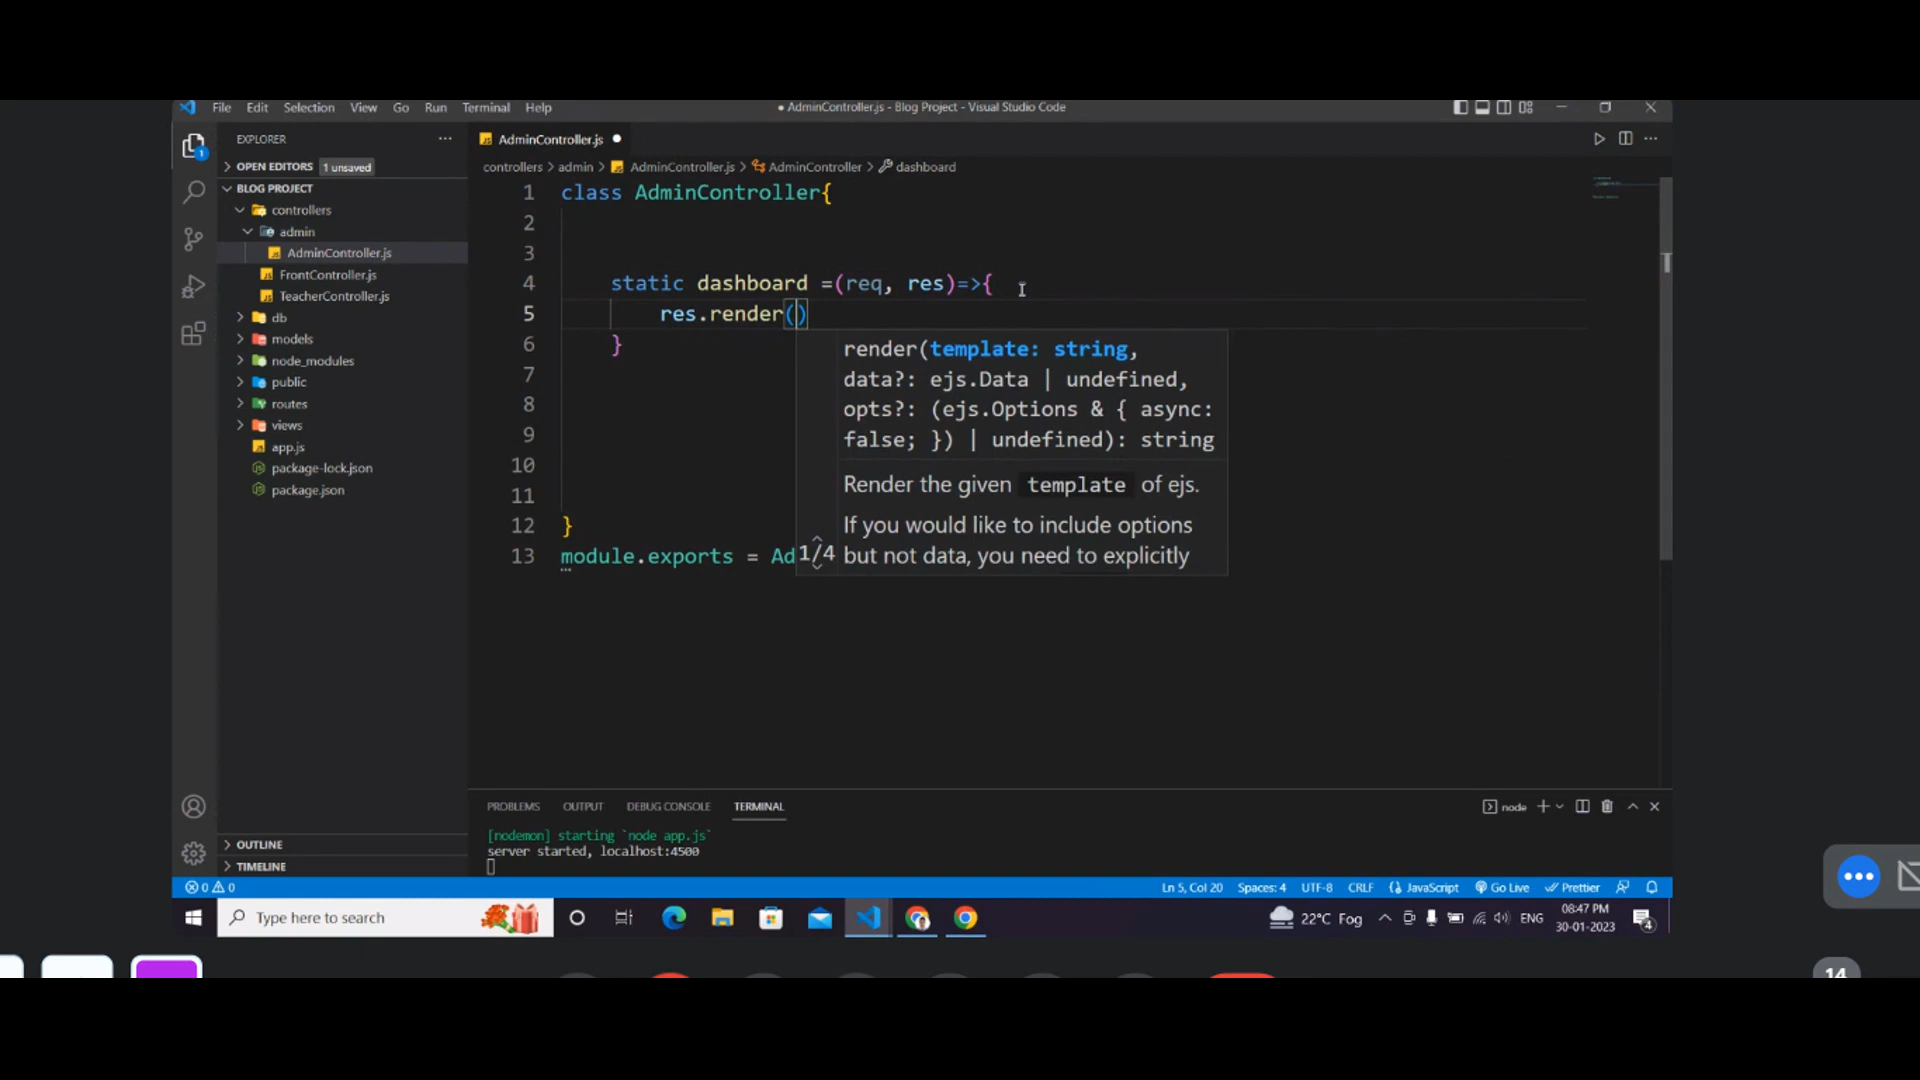 File Edit Selection View Go Run Terminal Help
● AdminController.js - Blog Project - Visual Studio Code
EXPLORER ...
AdminController.js ●
OPEN EDITORS 1 unsaved
controllers > admin > AdminController.js > AdminController > dashboard
BLOG PROJECT
controllers
admin
AdminController.js
FrontController.js
TeacherController.js
db
models
node_modules
public
routes
views
app.js
package-lock.json
package.json
1 class AdminController{
2
3
4 static dashboard =(req, res)=>{
5 res.render()
6 }
7
8
9
10
11
12 }
13 module.exports = Ad
render(template: string,
data?: ejs.Data | undefined,
opts?: (ejs.Options & { async:
false; }) | undefined): string
Render the given template of ejs.
If you would like to include options
1/4 but not data, you need to explicitly
PROBLEMS OUTPUT DEBUG CONSOLE TERMINAL
node
[nodemon] starting `node app.js`
server started, localhost:4500
OUTLINE
TIMELINE
0 0
Ln 5, Col 20 Spaces: 4 UTF-8 CRLF JavaScript Go Live Prettier
Type here to search
22°C Fog ENG
08:47 PM
30-01-2023
4
14